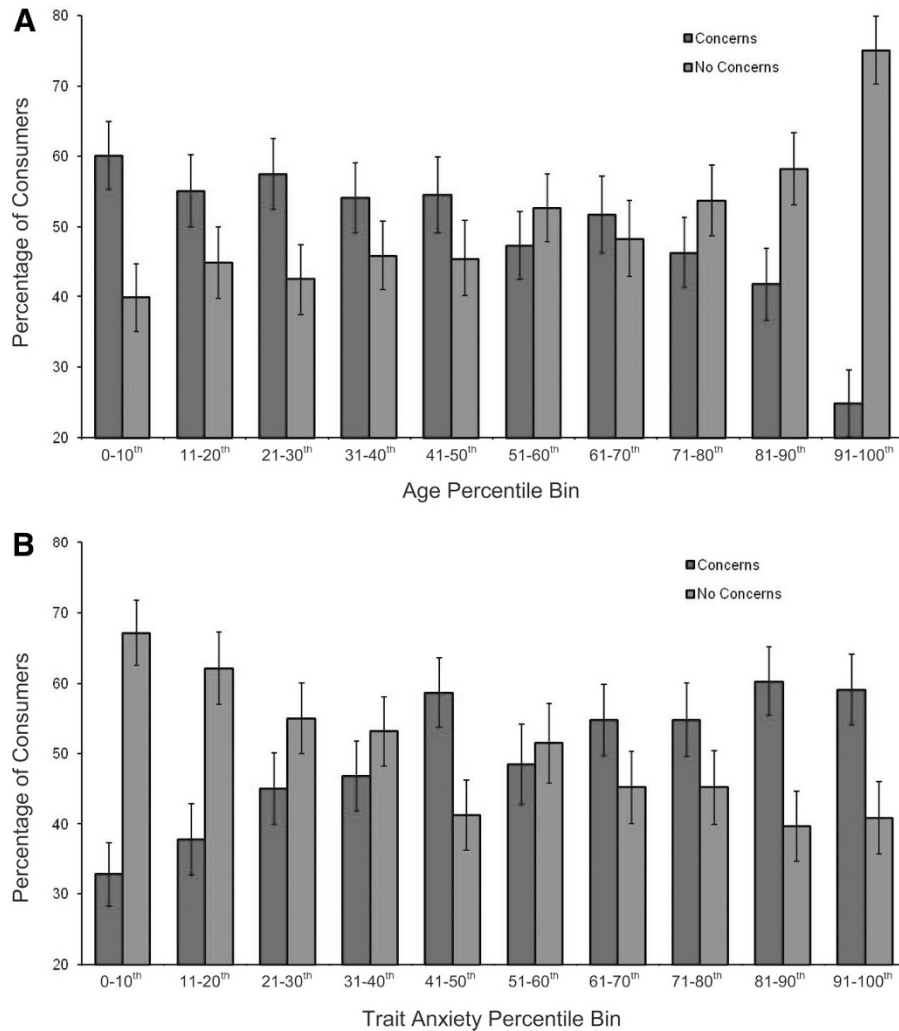 A
80
Concerns
No Concerns
70
60
50
40
30
20
Percentage of Consumers
0-10th 11-20th 21-30th 31-40th 41-50th 51-60th 61-70th 71-80th 81-90th 91-100th
Age Percentile Bin
B
80
Concerns
No Concerns
70
60
50
40
30
20
Percentage of Consumers
0-10th 11-20th 21-30th 31-40th 41-50th 51-60th 61-70th 71-80th 81-90th 91-100th
Trait Anxiety Percentile Bin